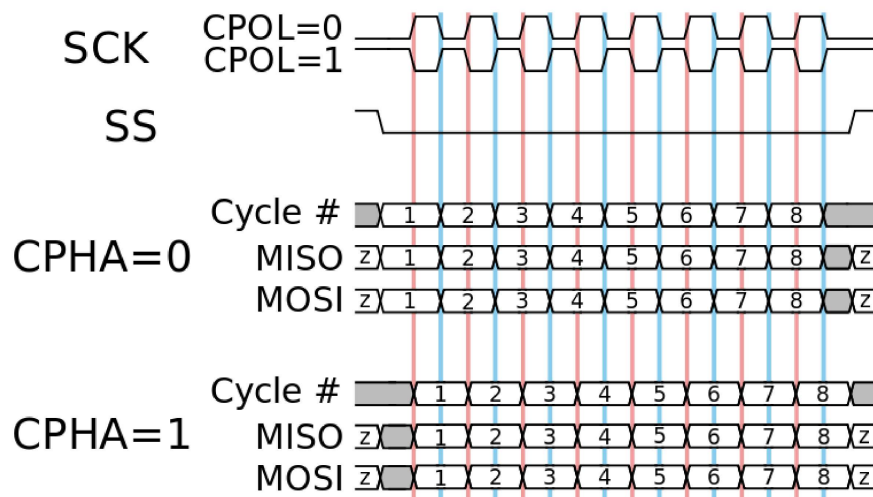 SCK CPOL=0
CPOL=1
SS
Cycle # 1 2 3 4 5 6 7 8
CPHA=0 MISO z 1 2 3 4 5 6 7 8 z
MOSI z 1 2 3 4 5 6 7 8 z
Cycle # 1 2 3 4 5 6 7 8
CPHA=1 MISO z 1 2 3 4 5 6 7 8 z
MOSI z 1 2 3 4 5 6 7 8 z